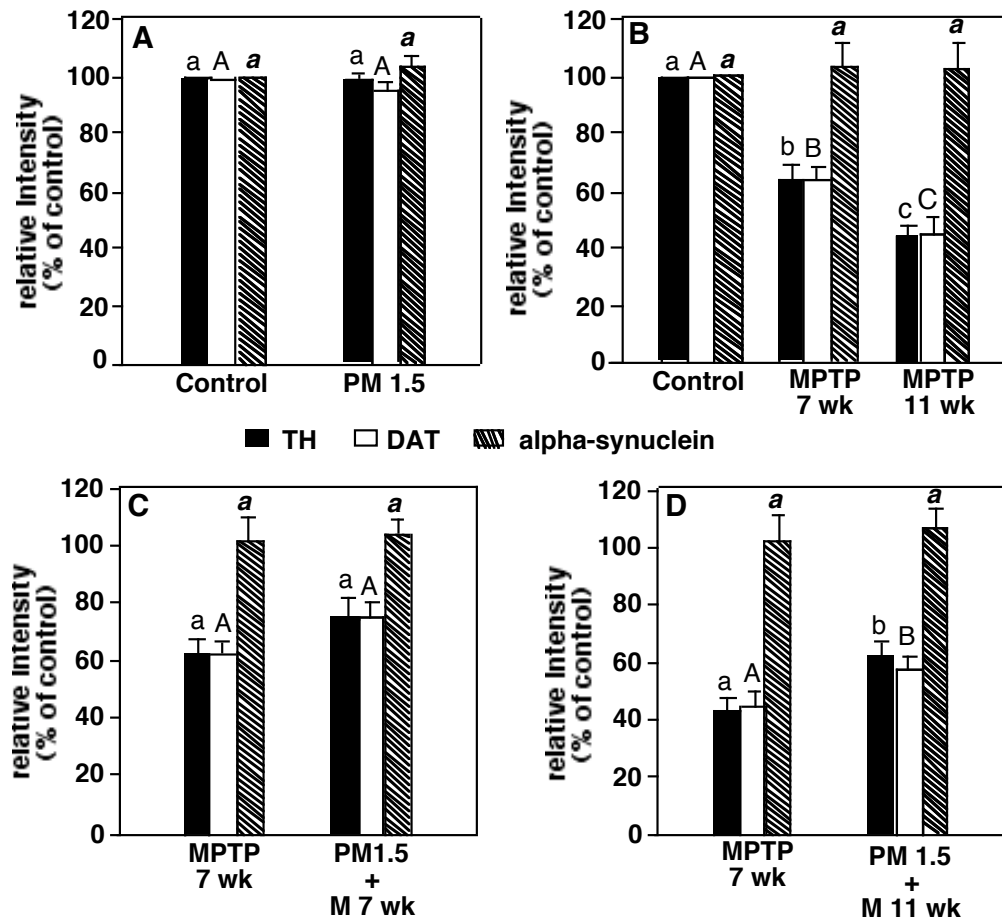 A
120
100
80
60
40
20
0
relative Intensity
(% of control)
a A a
a A a
Control PM 1.5
B
120
100
80
60
40
20
0
relative Intensity
(% of control)
a A a
b B a
c C a
Control MPTP MPTP
7 wk 11 wk
TH DAT alpha-synuclein
C
120
100
80
60
40
20
0
relative Intensity
(% of control)
a A a
a A a
MPTP PM1.5
7 wk +
M 7 wk
D
120
100
80
60
40
20
0
relative Intensity
(% of control)
a A a
b B a
MPTP PM 1.5
7 wk +
M 11 wk